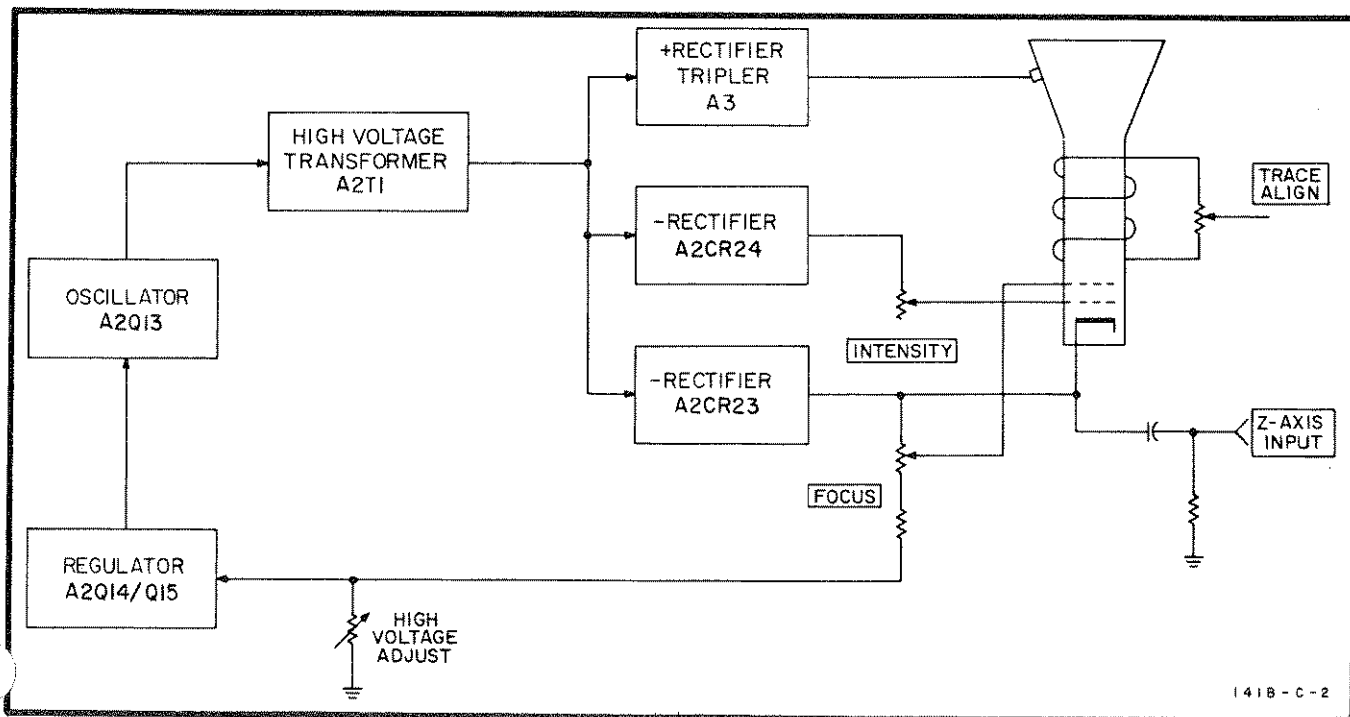 +RECTIFIER
TRIPLER
A3
HIGH VOLTAGE
TRANSFORMER
A2T1
TRACE
ALIGN
-RECTIFIER
A2CR24
OSCILLATOR
A2Q13
INTENSITY
-RECTIFIER
A2CR23
Z-AXIS
INPUT
FOCUS
REGULATOR
A2Q14/Q15
HIGH
VOLTAGE
ADJUST
141B-C-2